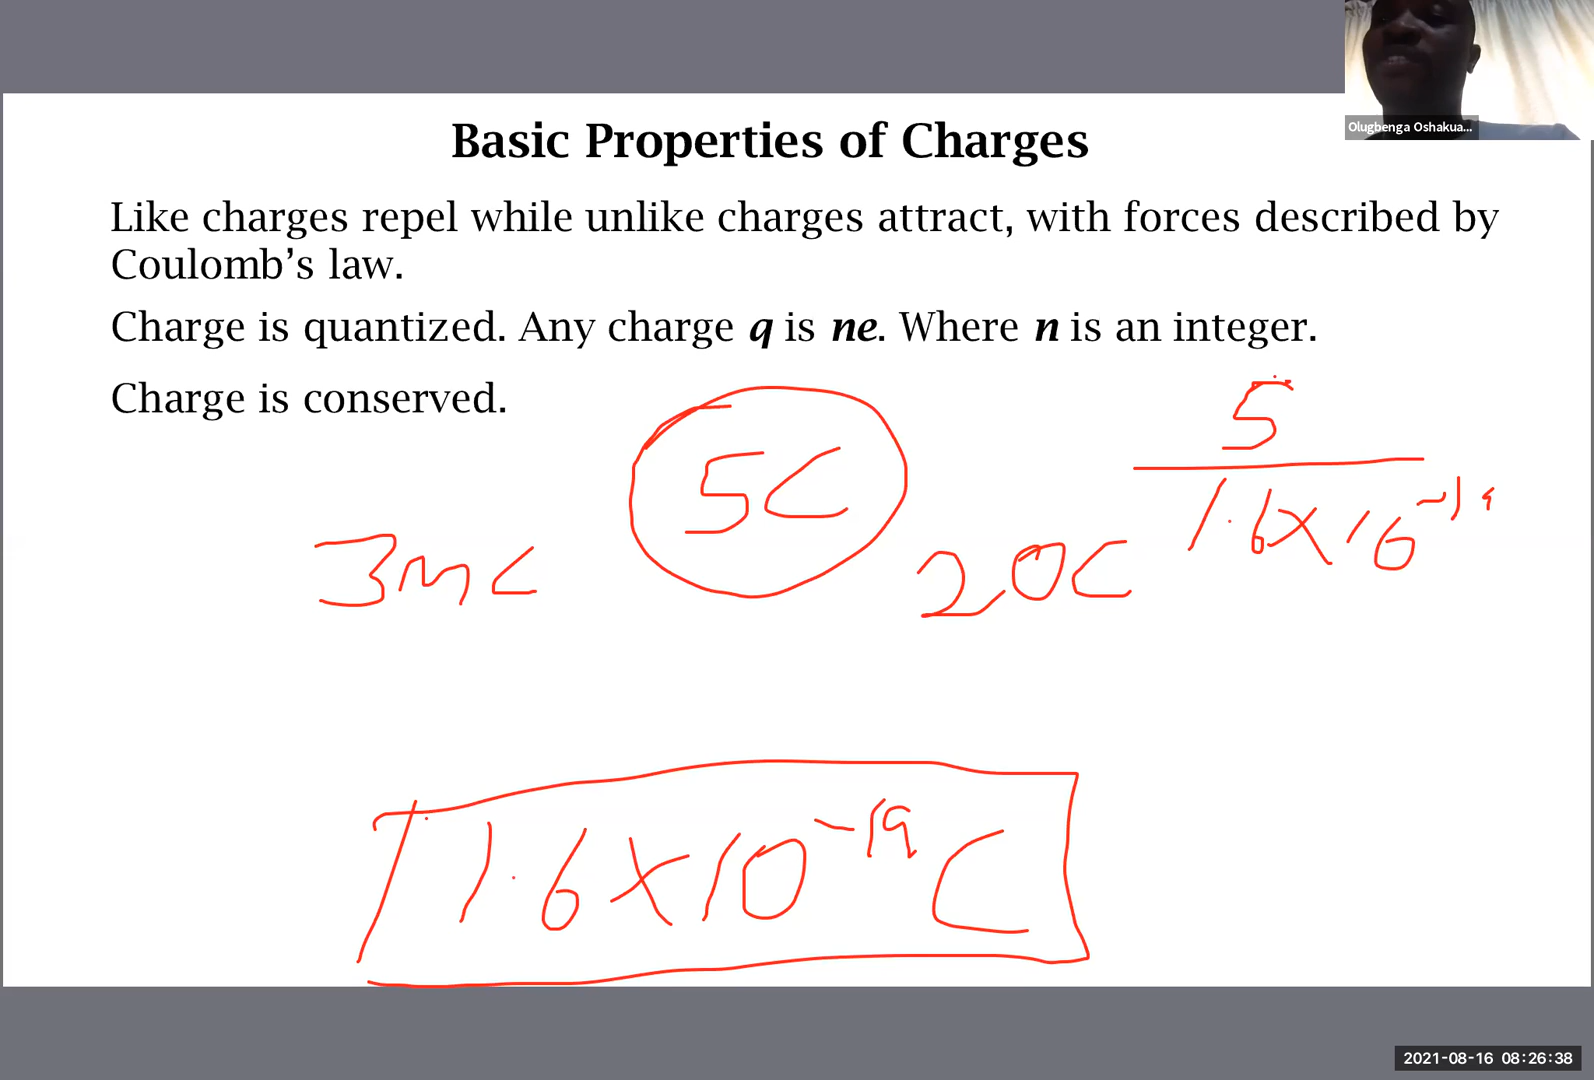 Olugbenga Oshakua...
Basic Properties of Charges
Like charges repel while unlike charges attract, with forces described by
Coulomb’s law.
Charge is quantized. Any charge q is ne. Where n is an integer.
Charge is conserved.
5
5C
1.6×10⁻¹⁹
3mC
20C
1.6×10⁻¹⁹C
2021-08-16 08:26:38